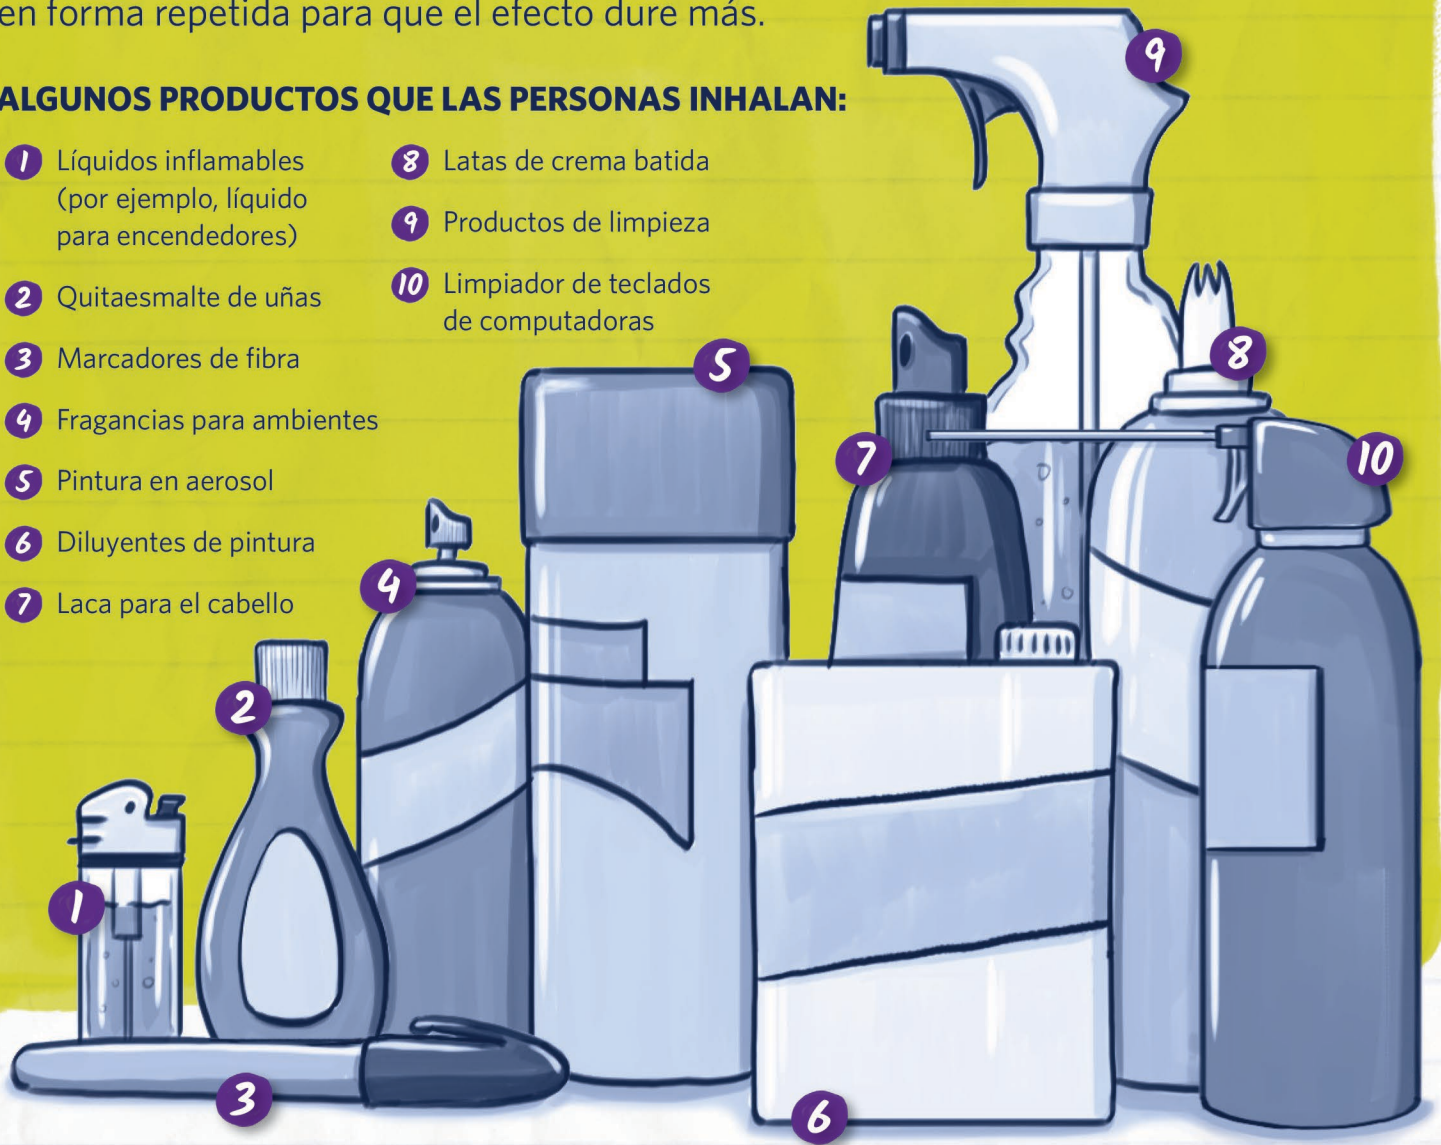 en forma repetida para que el efecto dure más.
ALGUNOS PRODUCTOS QUE LAS PERSONAS INHALAN:
1 Líquidos inflamables
(por ejemplo, líquido
para encendedores)
2 Quitaesmalte de uñas
3 Marcadores de fibra
4 Fragancias para ambientes
5 Pintura en aerosol
6 Diluyentes de pintura
7 Laca para el cabello
8 Latas de crema batida
9 Productos de limpieza
10 Limpiador de teclados
de computadoras
9
8
5
7
10
4
2
1
3
6